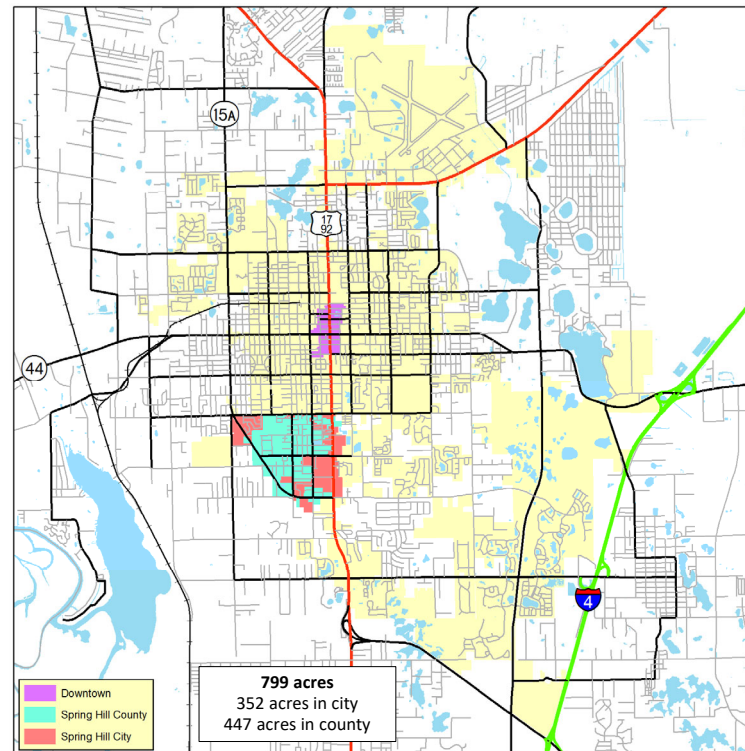 15A
17
92
44
4
799 acres
352 acres in city
447 acres in county
Downtown
Spring Hill County
Spring Hill City